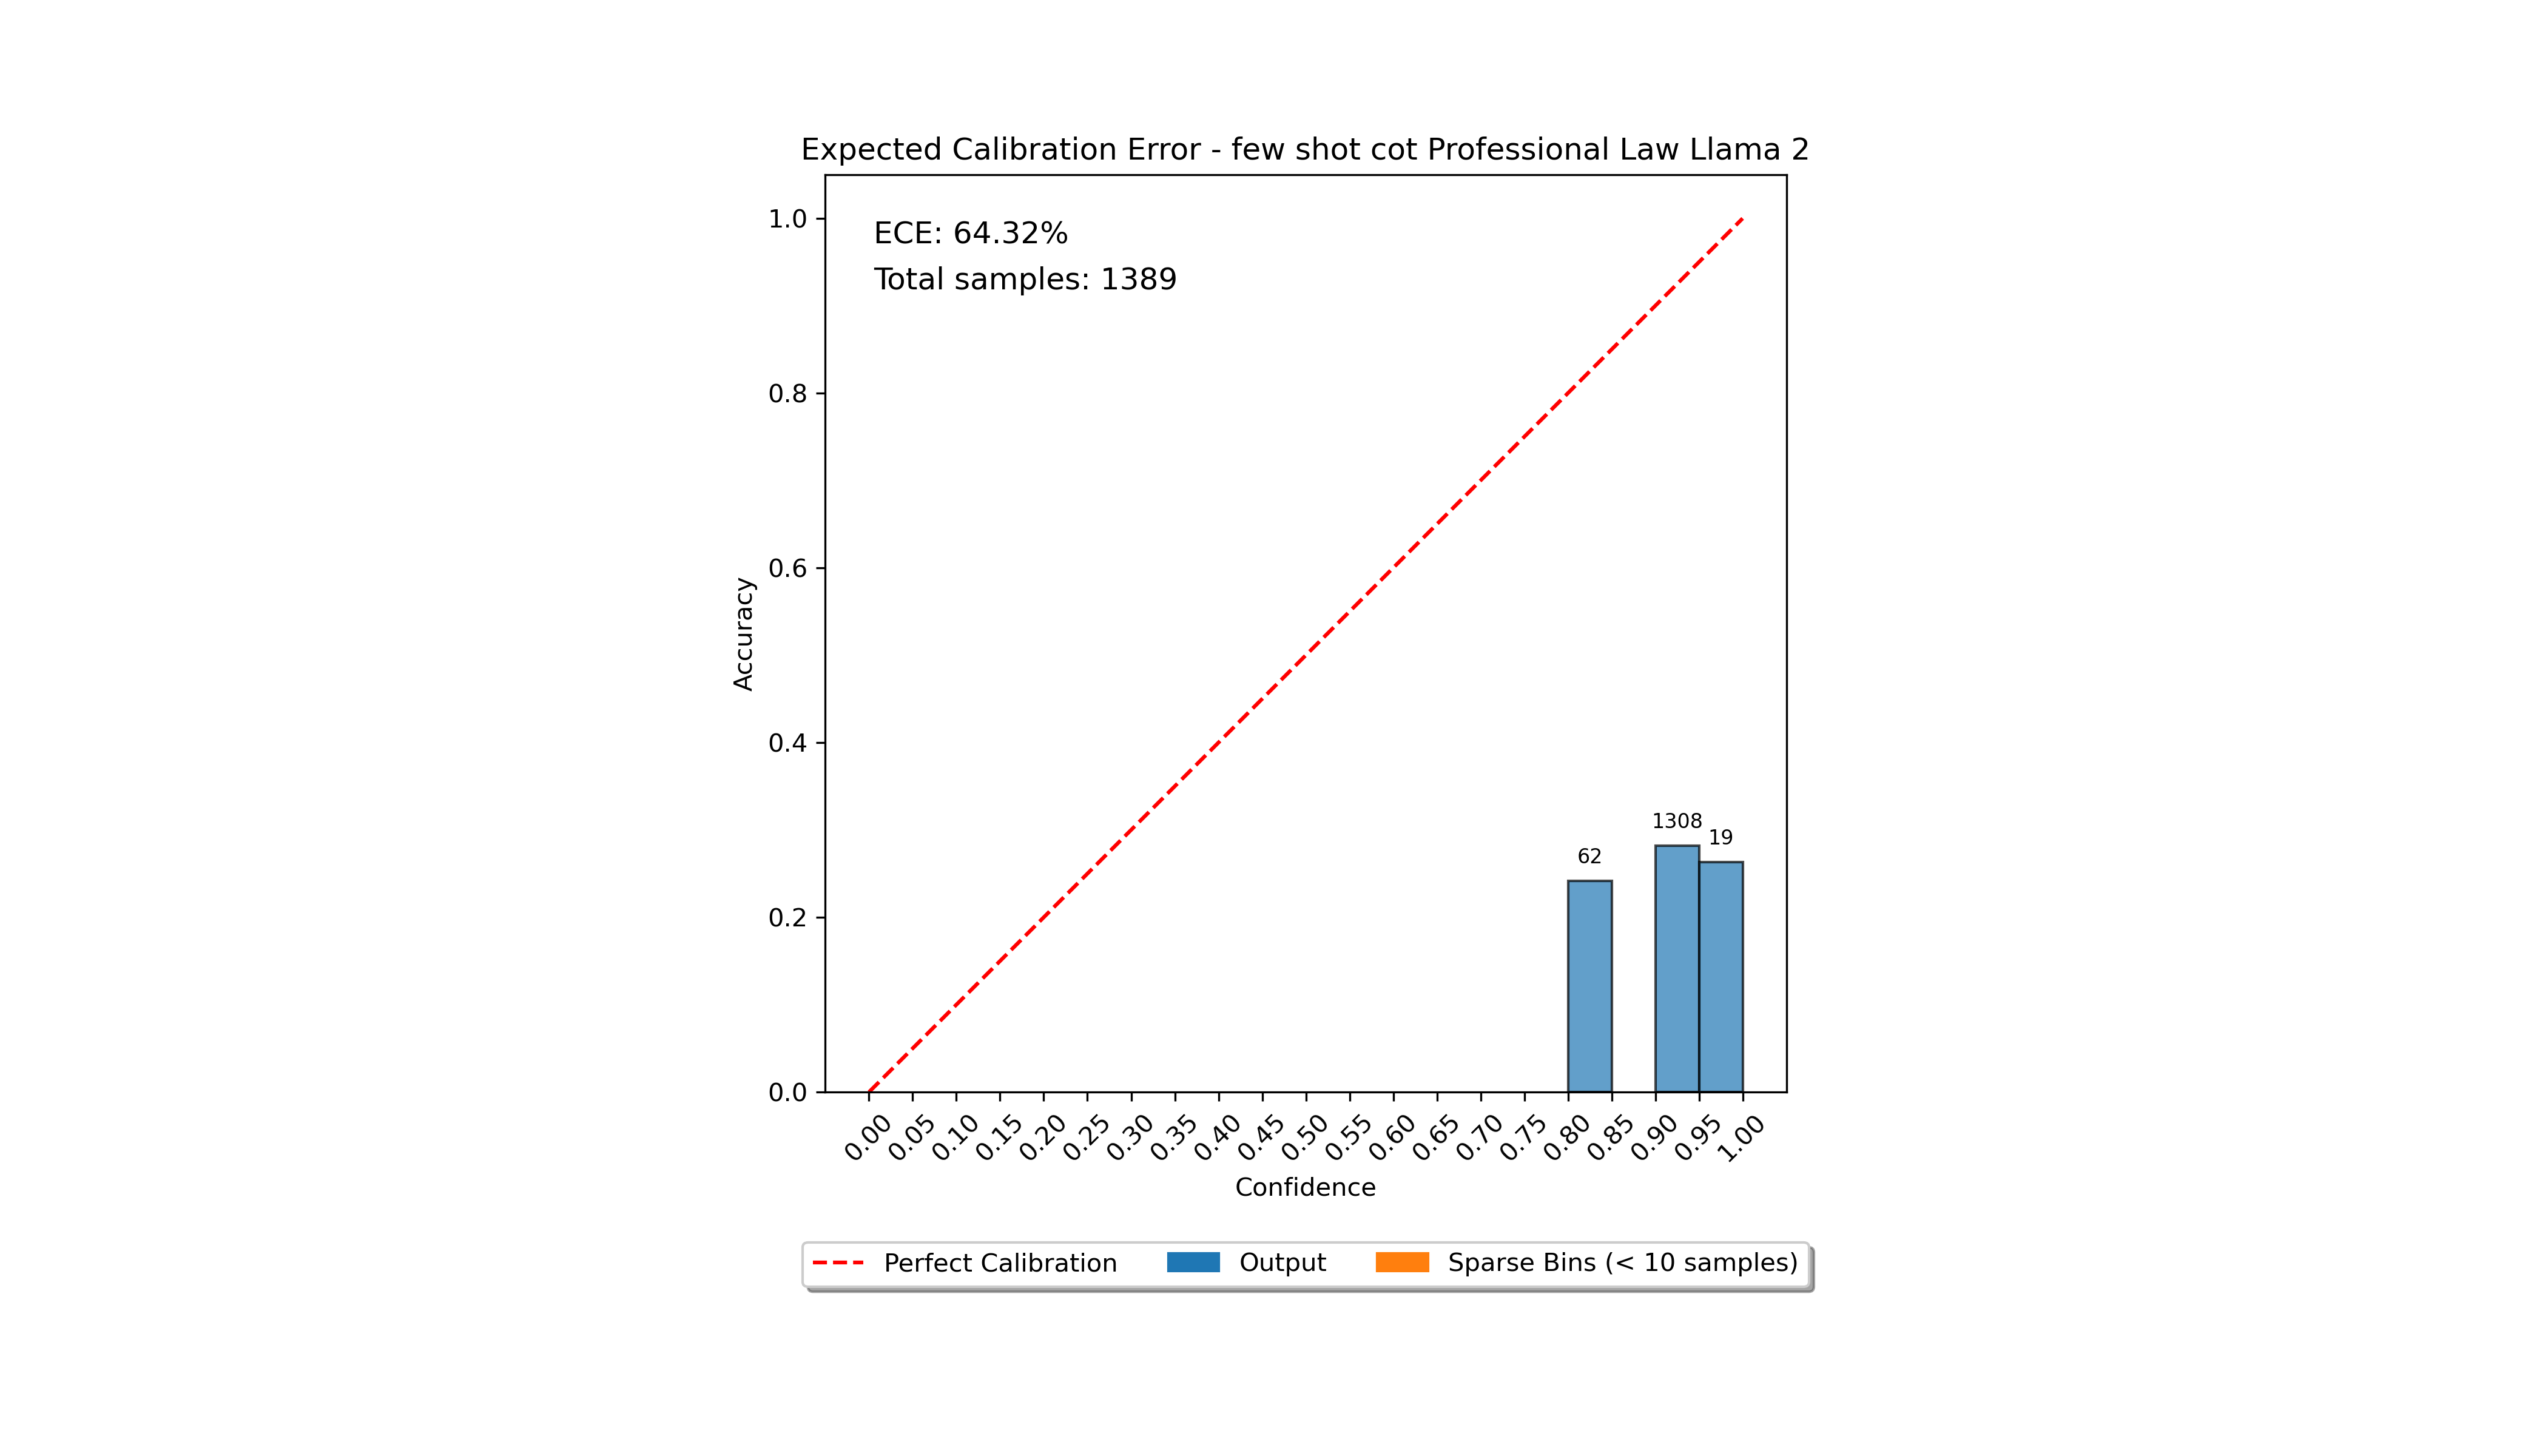 Expected Calibration Error - few shot cot Professional Law Llama 2
ECE: 64.32%
Total samples: 1389
1.0
0.8
0.6
0.4
0.2
0.0
Accuracy
62
1308
19
0.00 0.05 0.10 0.15 0.20 0.25 0.30 0.35 0.40 0.45 0.50 0.55 0.60 0.65 0.70 0.75 0.80 0.85 0.90 0.95 1.00
Confidence
Perfect Calibration Output Sparse Bins (< 10 samples)